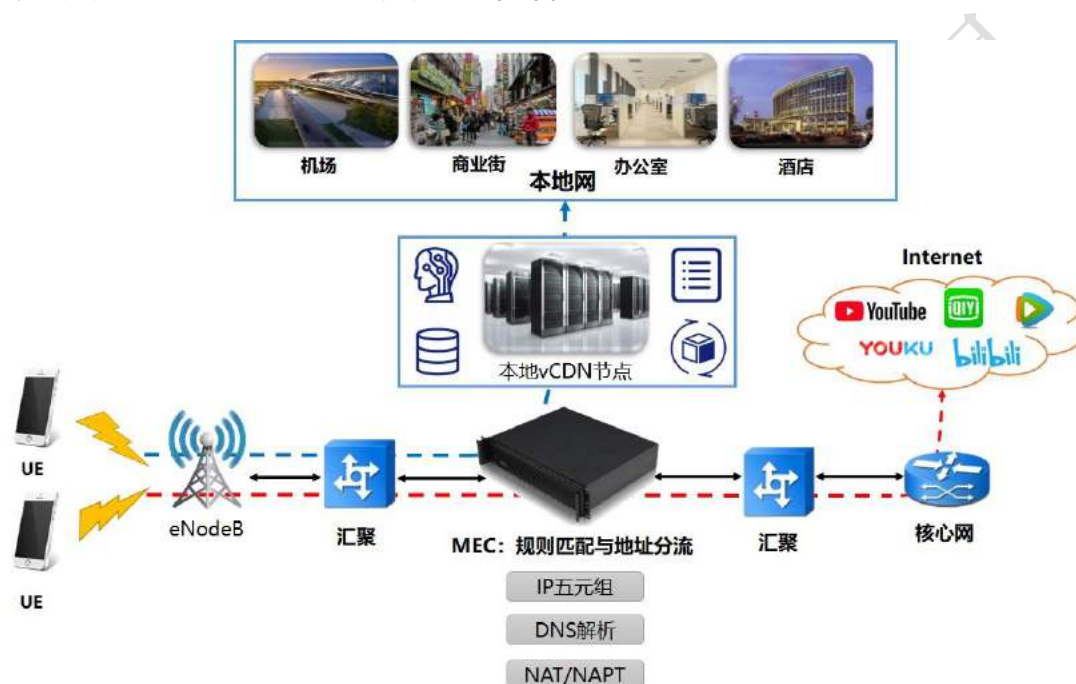 机场
商业街
办公室
酒店
本地网
Internet
YouTube
QIY
YOUKU
bilibili
本地vCDN节点
UE
eNodeB
汇聚
MEC：规则匹配与地址分流
汇聚
核心网
UE
IP五元组
DNS解析
NAT/NAPT